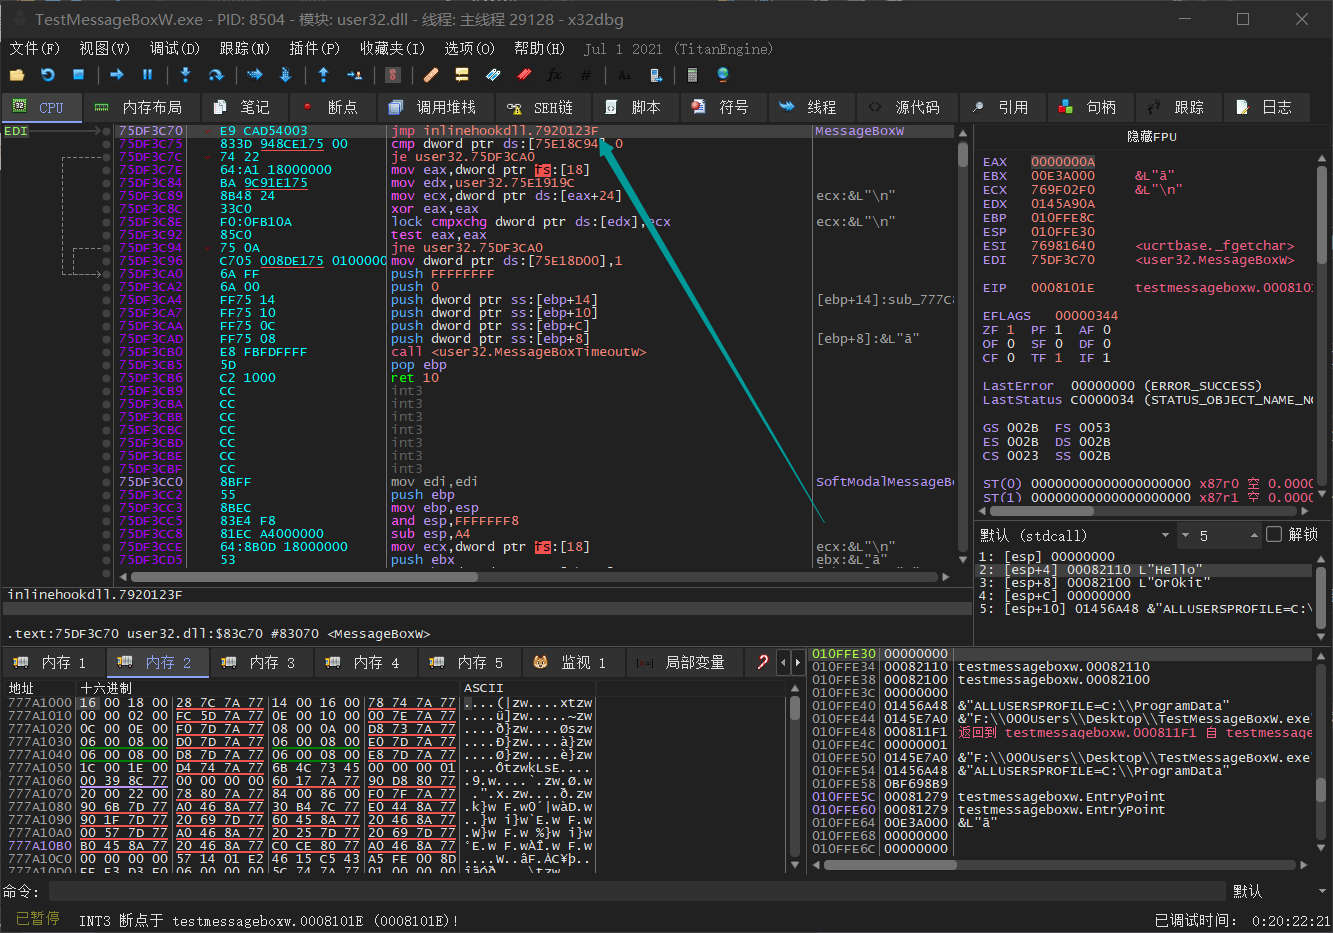 TestMessageBoxW.exe - PID: 8504 - 模块: user32.dll - 线程: 主线程 29128 - x32dbg
文件(F) 视图(V) 调试(D) 跟踪(N) 插件(P) 收藏夹(I) 选项(O) 帮助(H) Jul 1 2021 (TitanEngine)
CPU 内存布局 笔记 断点 调用堆栈 SEH链 脚本 符号 线程 源代码 引用 句柄 跟踪 日志
EDI
75DF3C70 E9 CAD54003 jmp inlinehookdll.7920123F MessageBoxW
75DF3C75 833D 948CE175 00 cmp dword ptr ds:[75E18C94],0
75DF3C7C 74 22 je user32.75DF3CA0
75DF3C7E 64:A1 18000000 mov eax,dword ptr fs:[18]
75DF3C84 BA 9C91E175 mov edx,user32.75E1919C
75DF3C89 8B48 24 mov ecx,dword ptr ds:[eax+24] ecx:&L"\n"
75DF3C8C 33C0 xor eax,eax
75DF3C8E F0:0FB10A lock cmpxchg dword ptr ds:[edx],ecx ecx:&L"\n"
75DF3C92 85C0 test eax,eax
75DF3C94 75 0A jne user32.75DF3CA0
75DF3C96 C705 008DE175 0100000 mov dword ptr ds:[75E18D00],1
75DF3CA0 6A FF push FFFFFFFF
75DF3CA2 6A 00 push 0
75DF3CA4 FF75 14 push dword ptr ss:[ebp+14] [ebp+14]:sub_777C
75DF3CA7 FF75 10 push dword ptr ss:[ebp+10]
75DF3CAA FF75 0C push dword ptr ss:[ebp+C]
75DF3CAD FF75 08 push dword ptr ss:[ebp+8] [ebp+8]:&L"ã"
75DF3CB0 E8 FBFDFFFF call <user32.MessageBoxTimeoutW>
75DF3CB5 5D pop ebp
75DF3CB6 C2 1000 ret 10
75DF3CB9 CC int3
75DF3CBA CC int3
75DF3CBB CC int3
75DF3CBC CC int3
75DF3CBD CC int3
75DF3CBE CC int3
75DF3CBF CC int3
75DF3CC0 8BFF mov edi,edi SoftModalMessageB
75DF3CC2 55 push ebp
75DF3CC3 8BEC mov ebp,esp
75DF3CC5 83E4 F8 and esp,FFFFFFF8
75DF3CC8 81EC A4000000 sub esp,A4
75DF3CCE 64:8B0D 18000000 mov ecx,dword ptr fs:[18] ecx:&L"\n"
75DF3CD5 53 push ebx ebx:&L"ã"
inlinehookdll.7920123F
.text:75DF3C70 user32.dll:$83C70 #83070 <MessageBoxW>
隐藏FPU
EAX 0000000A
EBX 00E3A000 &L"ã"
ECX 769F02F0 &L"\n"
EDX 0145A90A
EBP 010FFE8C
ESP 010FFE30
ESI 76981640 <ucrtbase._fgetchar>
EDI 75DF3C70 <user32.MessageBoxW>
EIP 0008101E testmessageboxw.000810
EFLAGS 00000344
ZF 1 PF 1 AF 0
OF 0 SF 0 DF 0
CF 0 TF 1 IF 1
LastError 00000000 (ERROR_SUCCESS)
LastStatus C0000034 (STATUS_OBJECT_NAME_N
GS 002B FS 0053
ES 002B DS 002B
CS 0023 SS 002B
ST(0) 00000000000000000000 x87r0 空 0.000
ST(1) 00000000000000000000 x87r1 空 0.000
默认 (stdcall) 5 解锁
1: [esp] 00000000
2: [esp+4] 00082110 L"Hello"
3: [esp+8] 00082100 L"Or0kit"
4: [esp+C] 00000000
5: [esp+10] 01456A48 &"ALLUSERSPROFILE=C:\
内存 1 内存 2 内存 3 内存 4 内存 5 监视 1 局部变量
地址 十六进制 ASCII
777A1000 16 00 18 00 28 7C 7A 77 14 00 16 00 78 74 7A 77 ....(|zw....xtzw
777A1010 00 00 02 00 FC 5D 7A 77 0E 00 10 00 00 7E 7A 77 ....ü]zw.....~zw
777A1020 0C 00 0E 00 F0 7D 7A 77 08 00 0A 00 D8 73 7A 77 ....ð}zw....Øszw
777A1030 06 00 08 00 D0 7D 7A 77 06 00 08 00 E0 7D 7A 77 ....Ð}zw....à}zw
777A1040 06 00 08 00 D8 7D 7A 77 06 00 08 00 E8 7D 7A 77 ....Ø}zw....è}zw
777A1050 1C 00 1E 00 D4 74 7A 77 6B 4C 73 45 00 00 00 01 ....ÔtzwkLsE....
777A1060 00 39 8C 77 00 00 00 00 60 17 7A 77 90 D8 80 77 .9.w....`.zw.Ø.w
777A1070 20 00 22 00 78 80 7A 77 84 00 86 00 F0 7F 7A 77 .".x.zw....ð.zw
777A1080 90 6B 7D 77 A0 46 8A 77 30 B4 7C 77 E0 44 8A 77 .k}w F.w0´|wàD.w
777A1090 90 1F 7D 77 20 69 7D 77 60 45 8A 77 20 46 8A 77 ..}w i}w`E.w F.w
777A10A0 00 57 7D 77 A0 46 8A 77 20 25 7D 77 20 69 7D 77 .W}w F.w %}w i}w
777A10B0 B0 45 8A 77 20 46 8A 77 C0 CE 80 77 A0 46 8A 77 °E.w F.wÀÎ.w F.w
777A10C0 00 00 00 00 57 14 01 E2 46 15 C5 43 A5 FE 00 8D ....W..âF.ÅC¥þ..
010FFE30 00000000
010FFE34 00082110 testmessageboxw.00082110
010FFE38 00082100 testmessageboxw.00082100
010FFE3C 00000000
010FFE40 01456A48 &"ALLUSERSPROFILE=C:\\ProgramData"
010FFE44 0145E7A0 &"F:\\OOOUsers\\Desktop\\TestMessageBoxW.exe
010FFE48 000811F1 返回到 testmessageboxw.000811F1 自 testmessage
010FFE4C 00000001
010FFE50 0145E7A0 &"F:\\OOOUsers\\Desktop\\TestMessageBoxW.exe
010FFE54 01456A48 &"ALLUSERSPROFILE=C:\\ProgramData"
010FFE58 0BF698B9
010FFE5C 00081279 testmessageboxw.EntryPoint
010FFE60 00081279 testmessageboxw.EntryPoint
010FFE64 00E3A000 &L"ã"
010FFE68 00000000
010FFE6C 00000000
命令: 默认
已暂停 INT3 断点于 testmessageboxw.0008101E (0008101E)! 已调试时间: 0:20:22:21